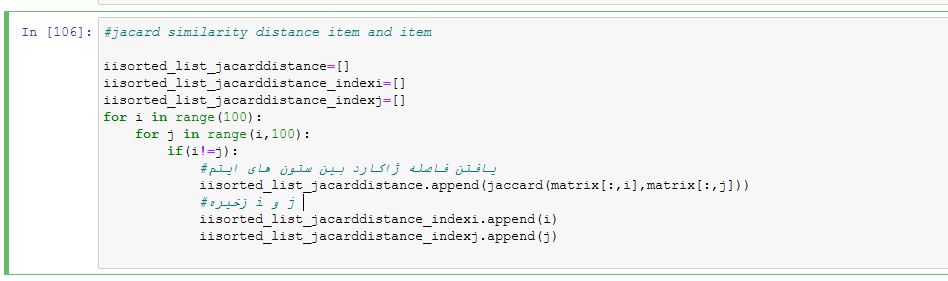 In [106]: #jacard similarity distance item and item
iisorted_list_jacarddistance=[]
iisorted_list_jacarddistance_indexi=[]
iisorted_list_jacarddistance_indexj=[]
for i in range(100):
    for j in range(i,100):
        if(i!=j):
            #یافتن فاصله ژاکارد بین ستون های ایتم
            iisorted_list_jacarddistance.append(jaccard(matrix[:,i],matrix[:,j]))
            #ذخیره i و j
            iisorted_list_jacarddistance_indexi.append(i)
            iisorted_list_jacarddistance_indexj.append(j)